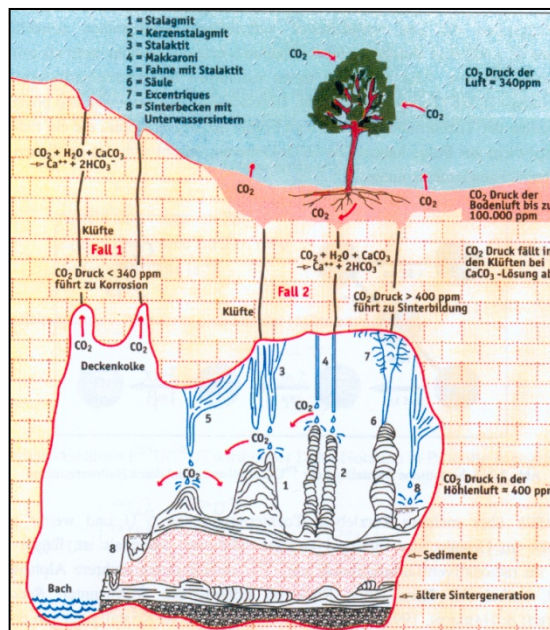 1 = Stalagmit
2 = Kerzenstalagmit
3 = Stalaktit
4 = Makkaroni
5 = Fahne mit Stalaktit
6 = Säule
7 = Excentriques
8 = Sinterbecken mit
Unterwassersintern
CO₂
CO₂
CO₂ Druck der
Luft = 340ppm
CO₂ + H₂O + CaCO₃
→ Ca⁺⁺ + 2HCO₃⁻
CO₂
CO₂
CO₂
CO₂ Druck der
Bodenluft bis zu
100.000 ppm
Klüfte
Fall 1
CO₂ + H₂O + CaCO₃
→ Ca⁺⁺ + 2HCO₃⁻
CO₂ Druck fällt in
den Klüften bei
CaCO₃-Lösung ab
CO₂ Druck < 340 ppm
führt zu Korrosion
Fall 2
Klüfte
CO₂ Druck > 400 ppm
führt zu Sinterbildung
CO₂
CO₂
Deckenkolke
3
4
7
5
CO₂
6
CO₂
CO₂
1
2
8
CO₂ Druck in der
Höhlenluft = 400 ppm
8
Sedimente
Bach
ältere Sintergeneration